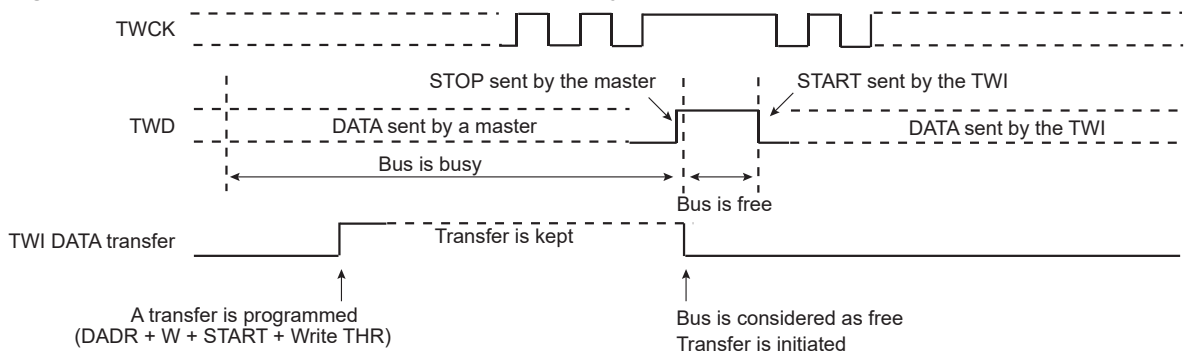 TWCK
STOP sent by the master
START sent by the TWI
TWD
DATA sent by a master
DATA sent by the TWI
Bus is busy
Bus is free
TWI DATA transfer
Transfer is kept
A transfer is programmed
(DADR + W + START + Write THR)
Bus is considered as free
Transfer is initiated